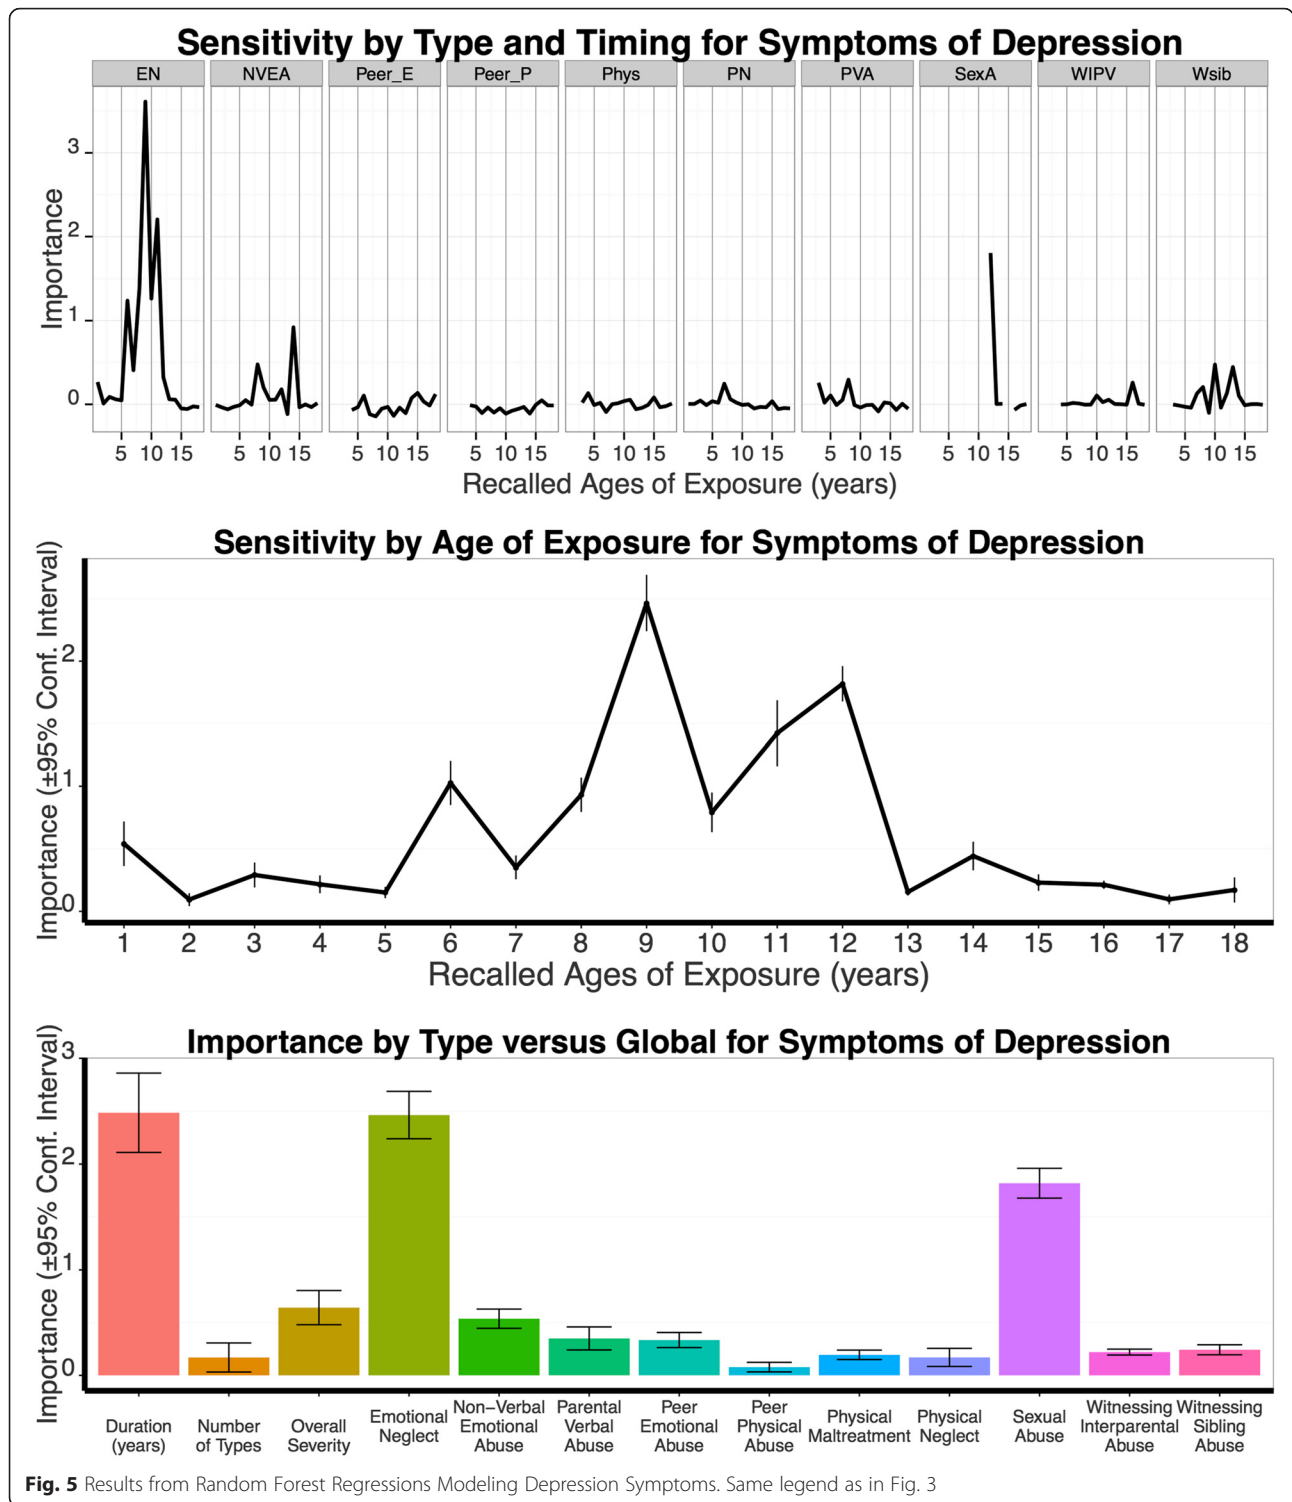 Sensitivity by Type and Timing for Symptoms of Depression
EN NVEA Peer_E Peer_P Phys PN PVA SexA WIPV Wsib
Importance
3
2
1
0
5 10 15 5 10 15 5 10 15 5 10 15 5 10 15 5 10 15 5 10 15 5 10 15 5 10 15 5 10 15
Recalled Ages of Exposure (years)
Sensitivity by Age of Exposure for Symptoms of Depression
Importance (±95% Conf. Interval)
2
1
0
1 2 3 4 5 6 7 8 9 10 11 12 13 14 15 16 17 18
Recalled Ages of Exposure (years)
Importance by Type versus Global for Symptoms of Depression
Importance (±95% Conf. Interval)
3
2
1
0
Duration
(years)
Number
of Types
Overall
Severity
Emotional
Neglect
Non–Verbal
Emotional
Abuse
Parental
Verbal
Abuse
Peer
Emotional
Abuse
Peer
Physical
Abuse
Physical
Maltreatment
Physical
Neglect
Sexual
Abuse
Witnessing
Interparental
Abuse
Witnessing
Sibling
Abuse
Fig. 5 Results from Random Forest Regressions Modeling Depression Symptoms. Same legend as in Fig. 3